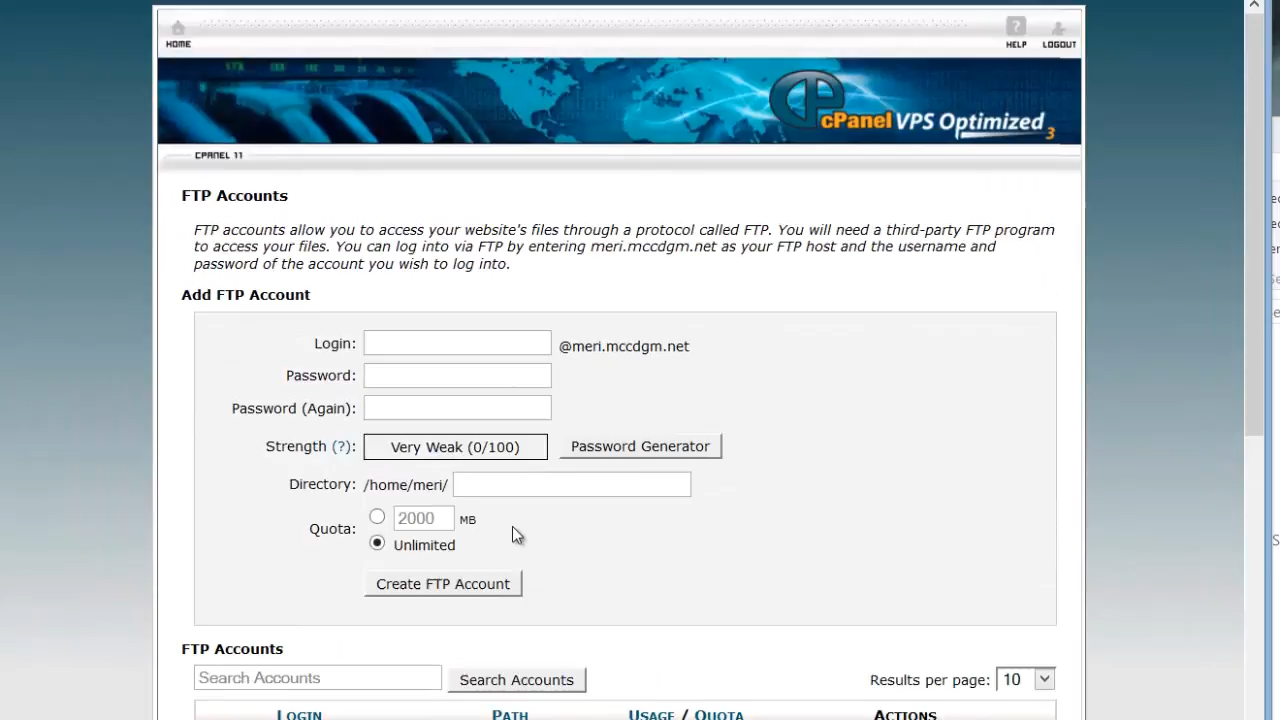 HOME
HELP LOGOUT
cPanel VPS Optimized 3
CPANEL 11
FTP Accounts
FTP accounts allow you to access your website's files through a protocol called FTP. You will need a third-party FTP program
to access your files. You can log into via FTP by entering meri.mccdgm.net as your FTP host and the username and
password of the account you wish to log into.
Add FTP Account
Login: @meri.mccdgm.net
Password:
Password (Again):
Strength (?): Very Weak (0/100) Password Generator
Directory: /home/meri/
Quota: 2000 MB
Unlimited
Create FTP Account
FTP Accounts
Search Accounts Search Accounts Results per page: 10
LOGIN PATH USAGE / QUOTA ACTIONS